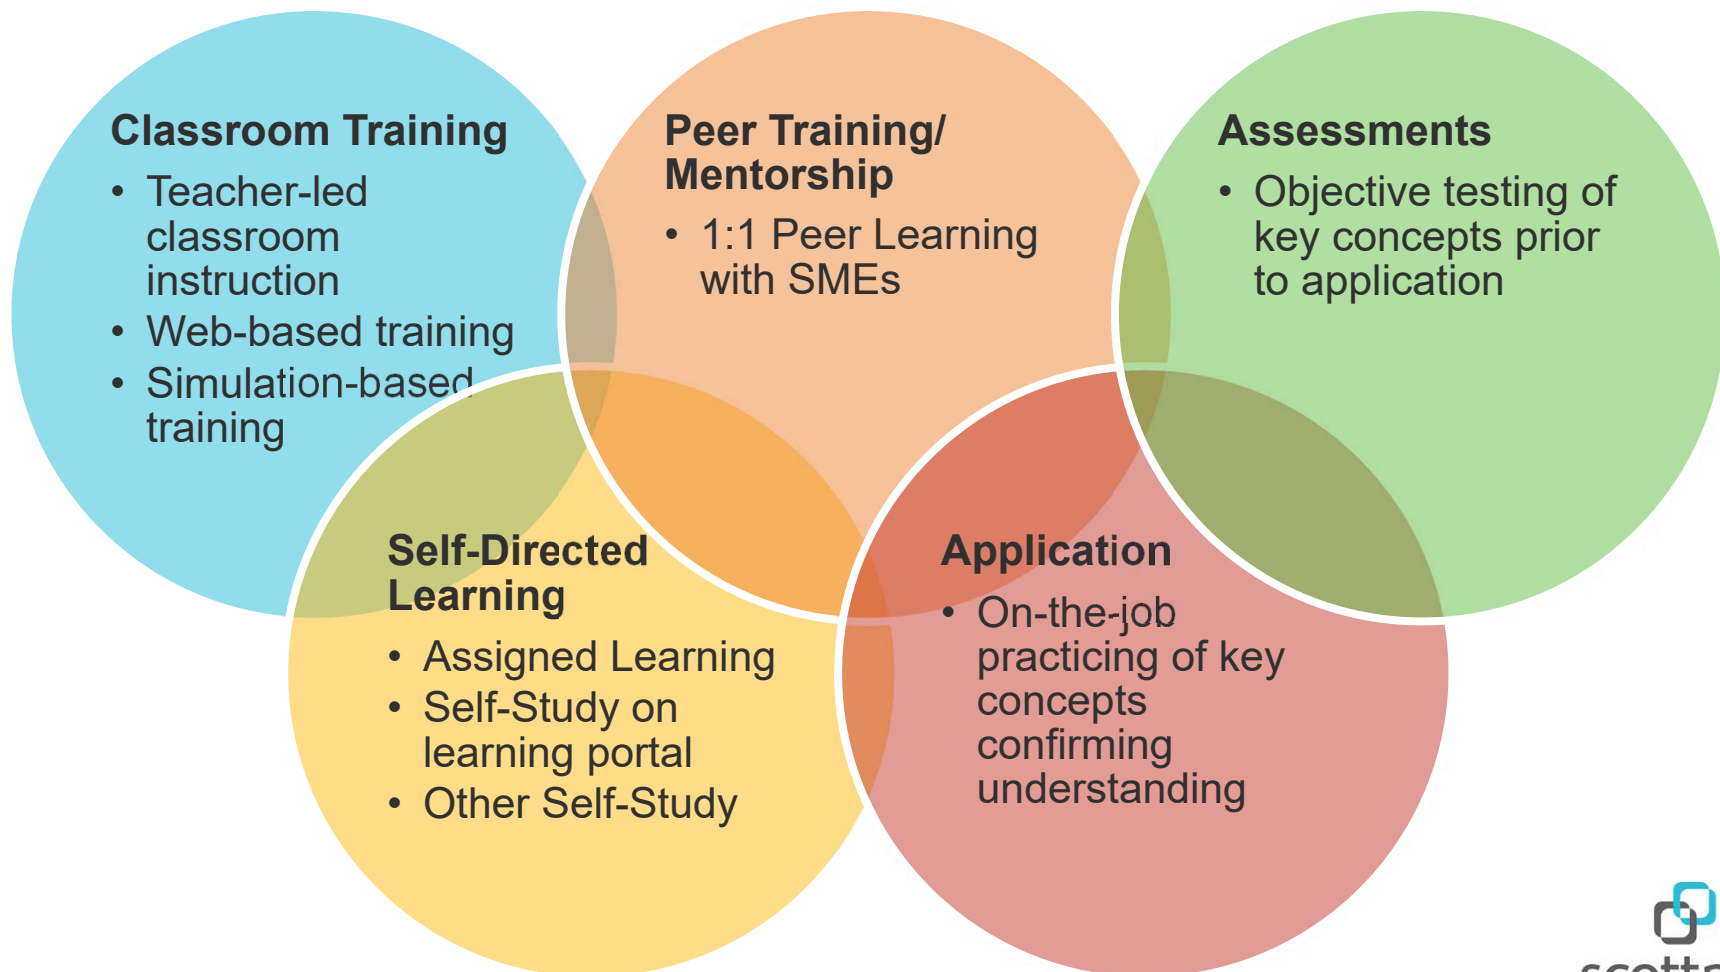 Classroom Training
• Teacher-led
classroom
instruction
• Web-based training
• Simulation-based
training
Peer Training/
Mentorship
• 1:1 Peer Learning
with SMEs
Assessments
• Objective testing of
key concepts prior
to application
Self-Directed
Learning
• Assigned Learning
• Self-Study on
learning portal
• Other Self-Study
Application
• On-the-job
practicing of key
concepts
confirming
understanding